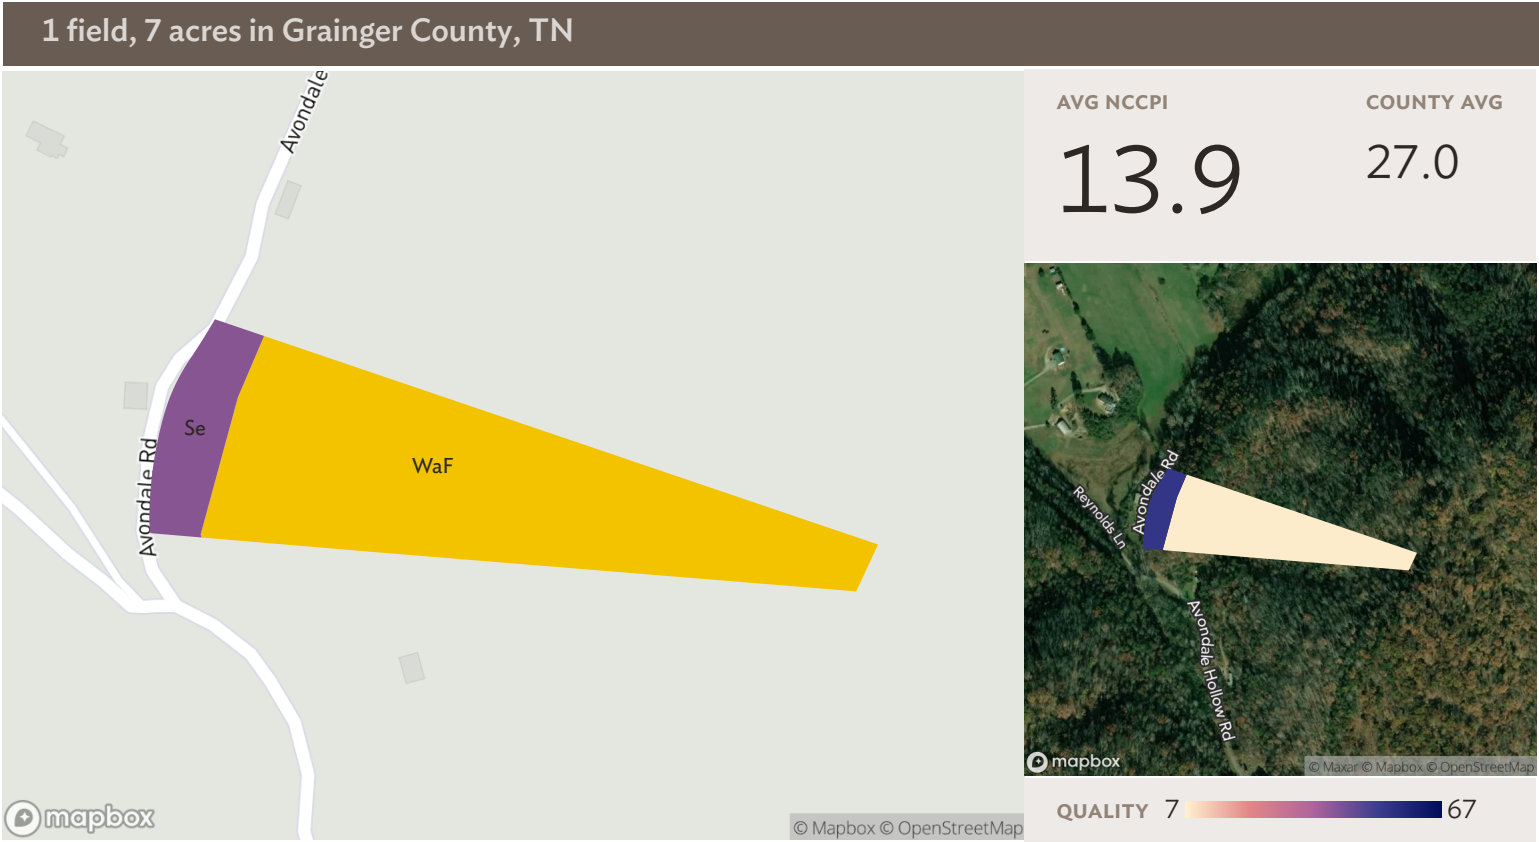 1 field, 7 acres in Grainger County, TN
Avondale
Se
WaF
Avondale Rd
mapbox
© Mapbox © OpenStreetMap
AVG NCCPI
COUNTY AVG
13.9
27.0
Avondale Rd
Reynolds Ln
Avondale Hollow Rd
mapbox
© Maxar © Mapbox © OpenStreetMap
QUALITY 7 67